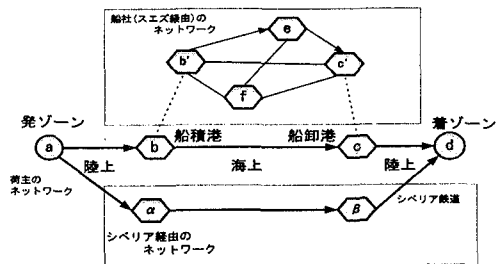 船社(スエズ経由)の
ネットワーク
e
b'
c'
f
発ゾーン
船積港
船卸港
着ゾーン
a
b
c
d
陸上
海上
陸上
荷主の
ネットワーク
シベリア鉄道
α
β
シベリア経由の
ネットワーク